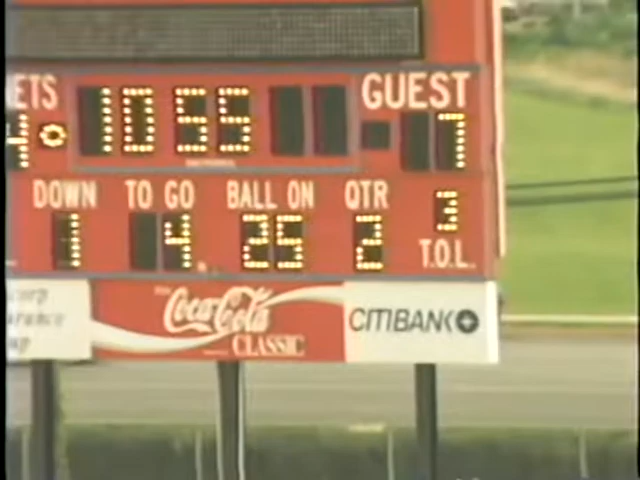 ETS 10 55 GUEST
4 7
DOWN TO GO BALL ON QTR 3
1 4 25 2 T.O.L.
Coca-Cola CITIBANK
CLASSIC